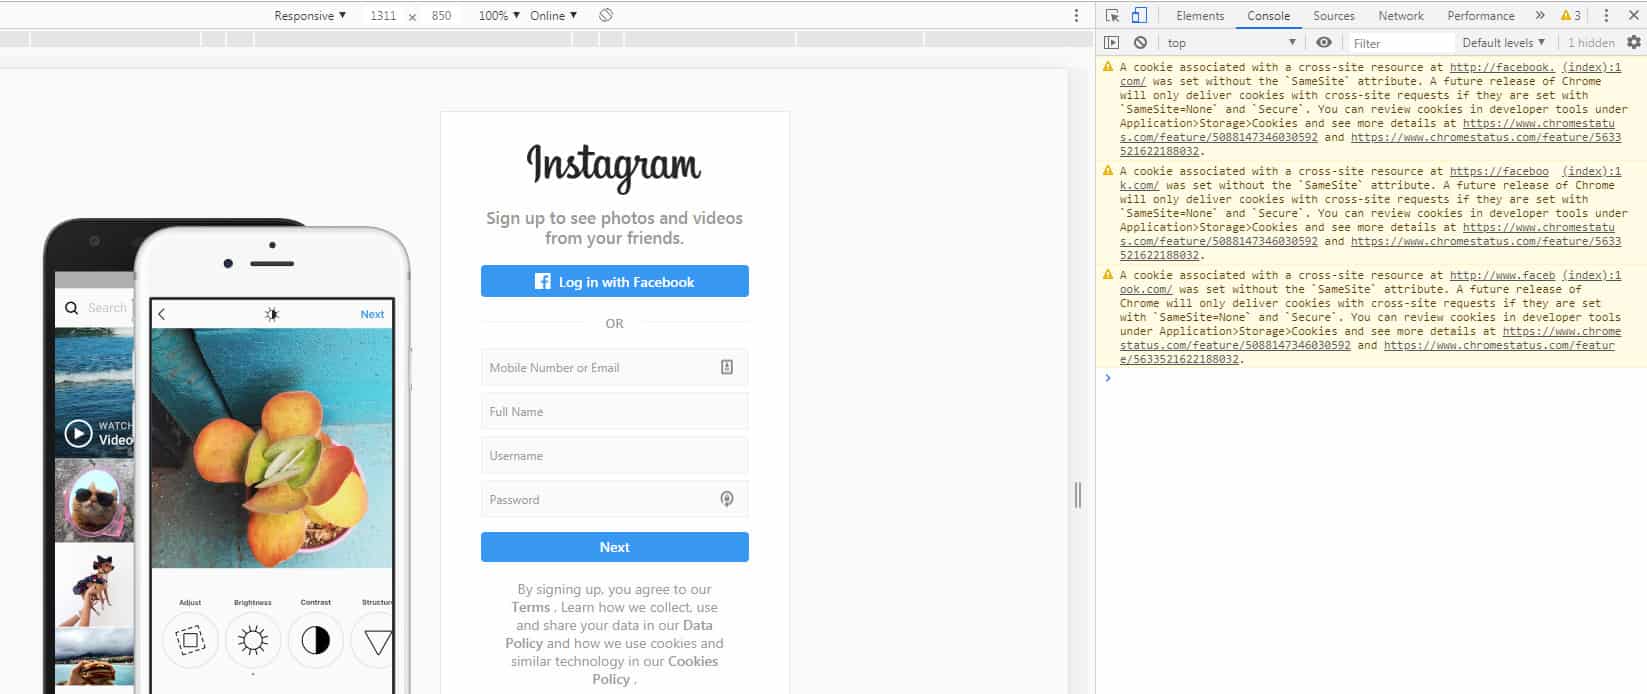 Responsive ▼ 1311 × 850 100% ▼ Online ▼
Instagram
Sign up to see photos and videos
from your friends.
Log in with Facebook
OR
Mobile Number or Email
Full Name
Username
Password
Next
By signing up, you agree to our
Terms . Learn how we collect, use
and share your data in our Data
Policy and how we use cookies and
similar technology in our Cookies
Policy .
Search
WATCH
Video
Next
Adjust Brightness Contrast Structure
Elements Console Sources Network Performance » 3
top ▼ Filter Default levels ▼ 1 hidden
A cookie associated with a cross-site resource at http://facebook. (index):1
com/ was set without the `SameSite` attribute. A future release of Chrome
will only deliver cookies with cross-site requests if they are set with
`SameSite=None` and `Secure`. You can review cookies in developer tools under
Application>Storage>Cookies and see more details at https://www.chromestatu
s.com/feature/5088147346030592 and https://www.chromestatus.com/feature/5633
521622188032.
A cookie associated with a cross-site resource at https://faceboo (index):1
k.com/ was set without the `SameSite` attribute. A future release of Chrome
will only deliver cookies with cross-site requests if they are set with
`SameSite=None` and `Secure`. You can review cookies in developer tools under
Application>Storage>Cookies and see more details at https://www.chromestatu
s.com/feature/5088147346030592 and https://www.chromestatus.com/feature/5633
521622188032.
A cookie associated with a cross-site resource at http://www.faceb (index):1
ook.com/ was set without the `SameSite` attribute. A future release of
Chrome will only deliver cookies with cross-site requests if they are set
with `SameSite=None` and `Secure`. You can review cookies in developer tools
under Application>Storage>Cookies and see more details at https://www.chrome
status.com/feature/5088147346030592 and https://www.chromestatus.com/featur
e/5633521622188032.